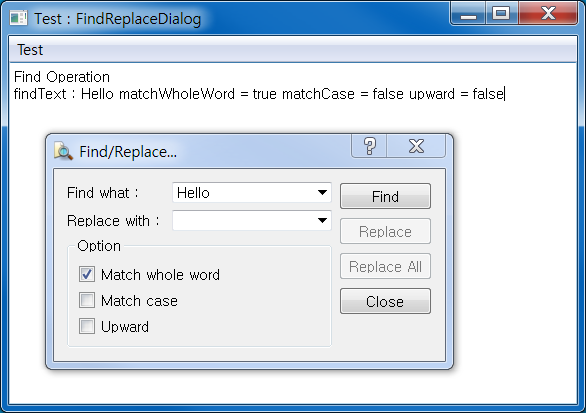 Test : FindReplaceDialog
Test
Find Operation
findText : Hello matchWholeWord = true matchCase = false upward = false
Find/Replace...
Find what : Hello Find
Replace with : Replace
Option
Replace All
Match whole word
Match case Close
Upward